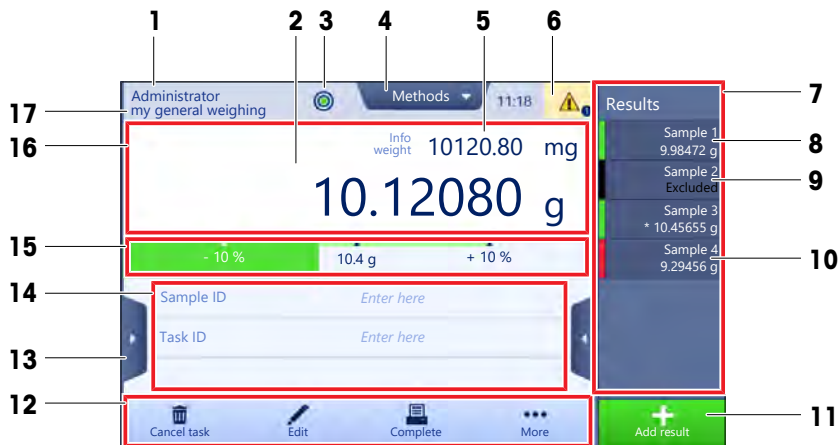 1 2 3 4 5 6
Administrator
my general weighing
Methods
11:18
7
17
16
Results
Info
weight
10120.80 mg
10.12080 g
Sample 1
9.98472 g
8
Sample 2
Excluded
9
Sample 3
* 10.45655 g
Sample 4
9.29456 g
10
15
- 10 % 10.4 g + 10 %
14
Sample ID Enter here
Task ID Enter here
13
12
Cancel task Edit Complete More
Add result
11